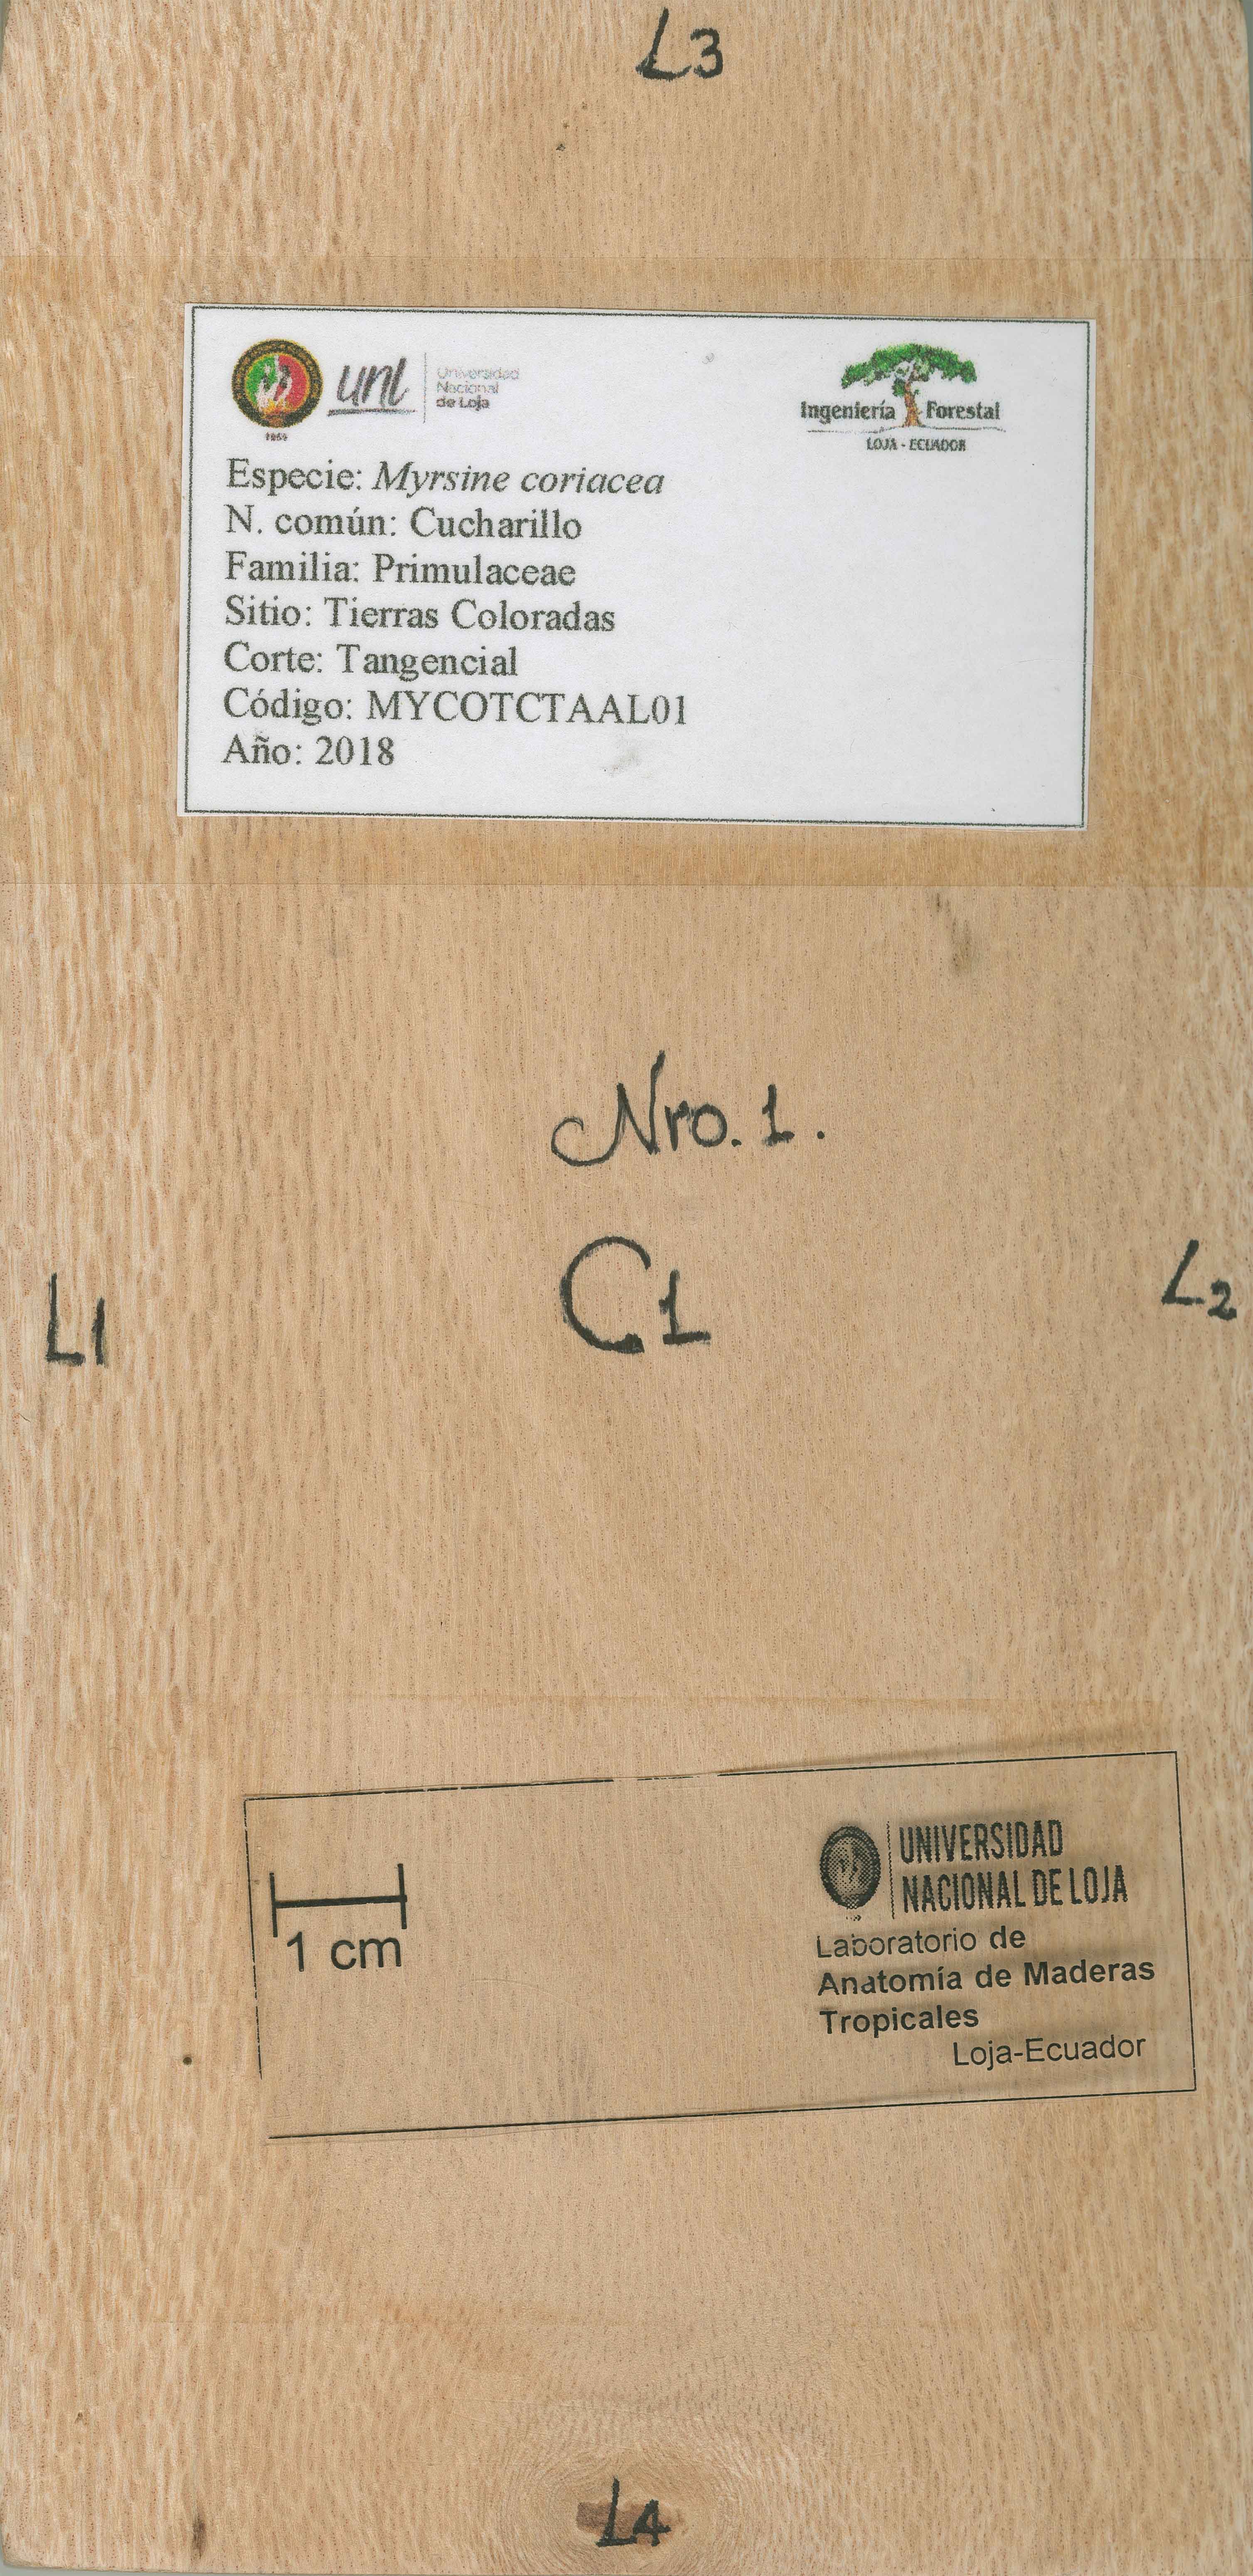 L3
unl
Universidad
Nacional
de Loja
1859
Ingeniería Forestal
LOJA - ECUADOR
Especie: Myrsine coriacea
N. común: Cucharillo
Familia: Primulaceae
Sitio: Tierras Coloradas
Corte: Tangencial
Código: MYCOTCTAAL01
Año: 2018
Nro. 1.
C1
L1
L2
1 cm
UNIVERSIDAD
NACIONAL DE LOJA
Laboratorio de
Anatomía de Maderas
Tropicales
Loja-Ecuador
L4